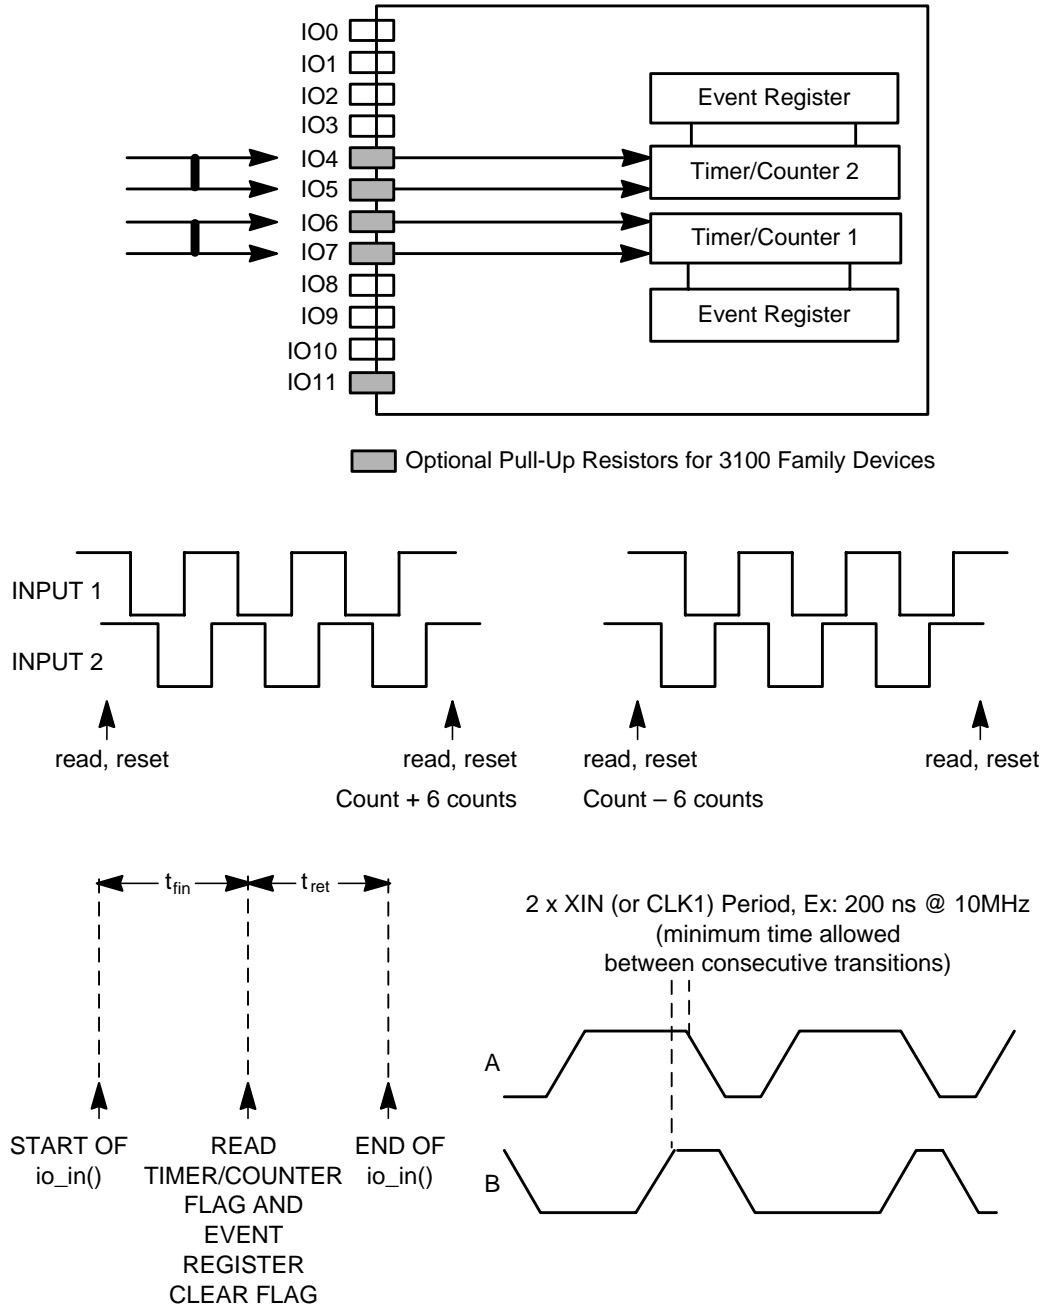 IO0
IO1
IO2
IO3
IO4
IO5
IO6
IO7
IO8
IO9
IO10
IO11
Event Register
Timer/Counter 2
Timer/Counter 1
Event Register
Optional Pull-Up Resistors for 3100 Family Devices
INPUT 1
INPUT 2
read, reset
read, reset
read, reset
read, reset
Count + 6 counts
Count – 6 counts
tfin
tret
START OF
io_in()
READ
TIMER/COUNTER
FLAG AND
EVENT
REGISTER
CLEAR FLAG
END OF
io_in()
2 x XIN (or CLK1) Period, Ex: 200 ns @ 10MHz
(minimum time allowed
between consecutive transitions)
A
B